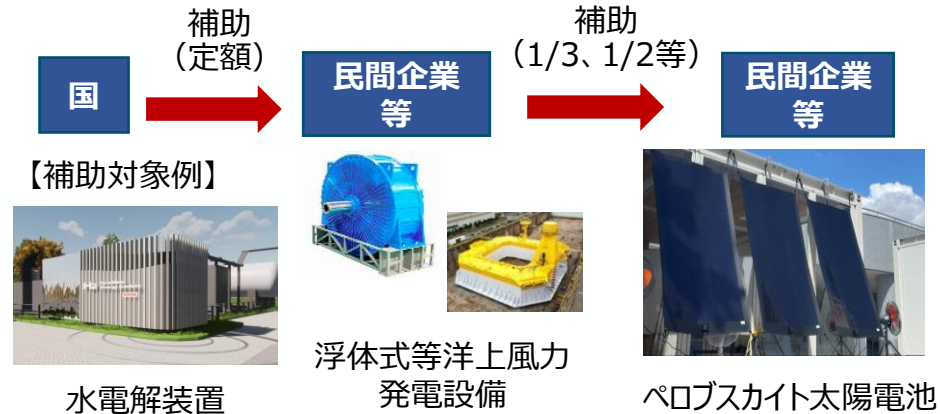 補助
（定額）
補助
（1/3、1/2等）
国
民間企業
等
民間企業
等
【補助対象例】
水電解装置
浮体式等洋上風力
発電設備
ペロブスカイト太陽電池